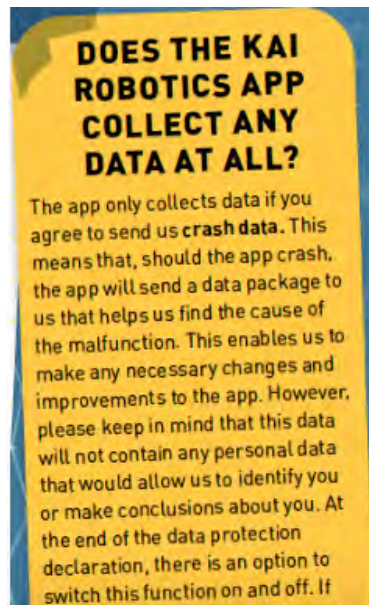 DOES THE KAI
ROBOTICS APP
COLLECT ANY
DATA AT ALL?
The app only collects data if you
agree to send us crash data. This
means that, should the app crash,
the app will send a data package to
us that helps us find the cause of
the malfunction. This enables us to
make any necessary changes and
improvements to the app. However,
please keep in mind that this data
will not contain any personal data
that would allow us to identify you
or make conclusions about you. At
the end of the data protection
declaration, there is an option to
switch this function on and off. If